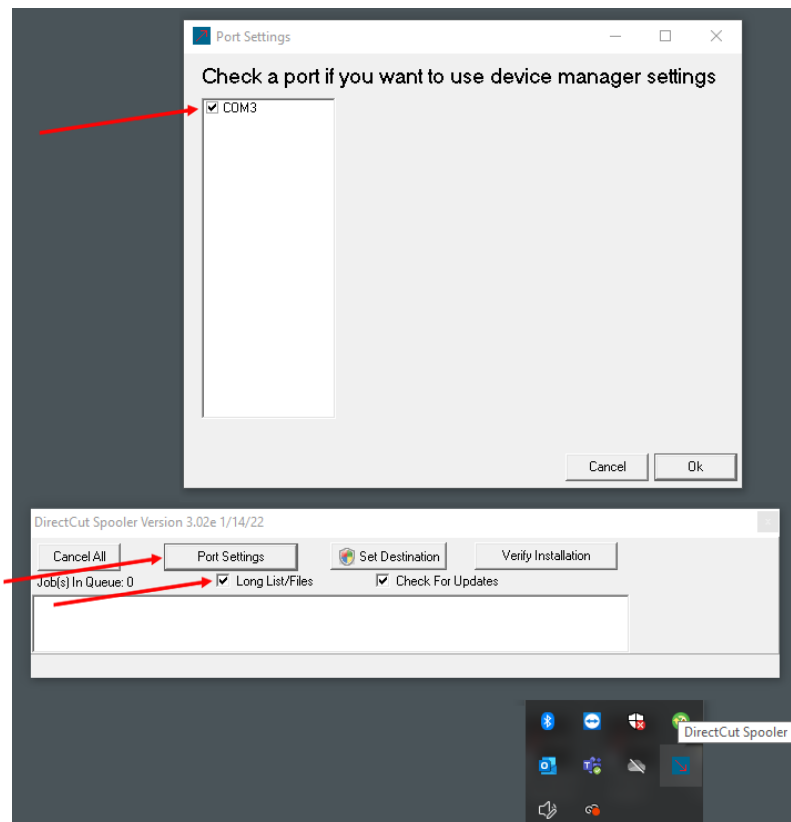 Port Settings
Check a port if you want to use device manager settings
COM3
Cancel
Ok
DirectCut Spooler Version 3.02e 1/14/22
Cancel All
Port Settings
Set Destination
Verify Installation
Job(s) In Queue: 0
Long List/Files
Check For Updates
DirectCut Spooler